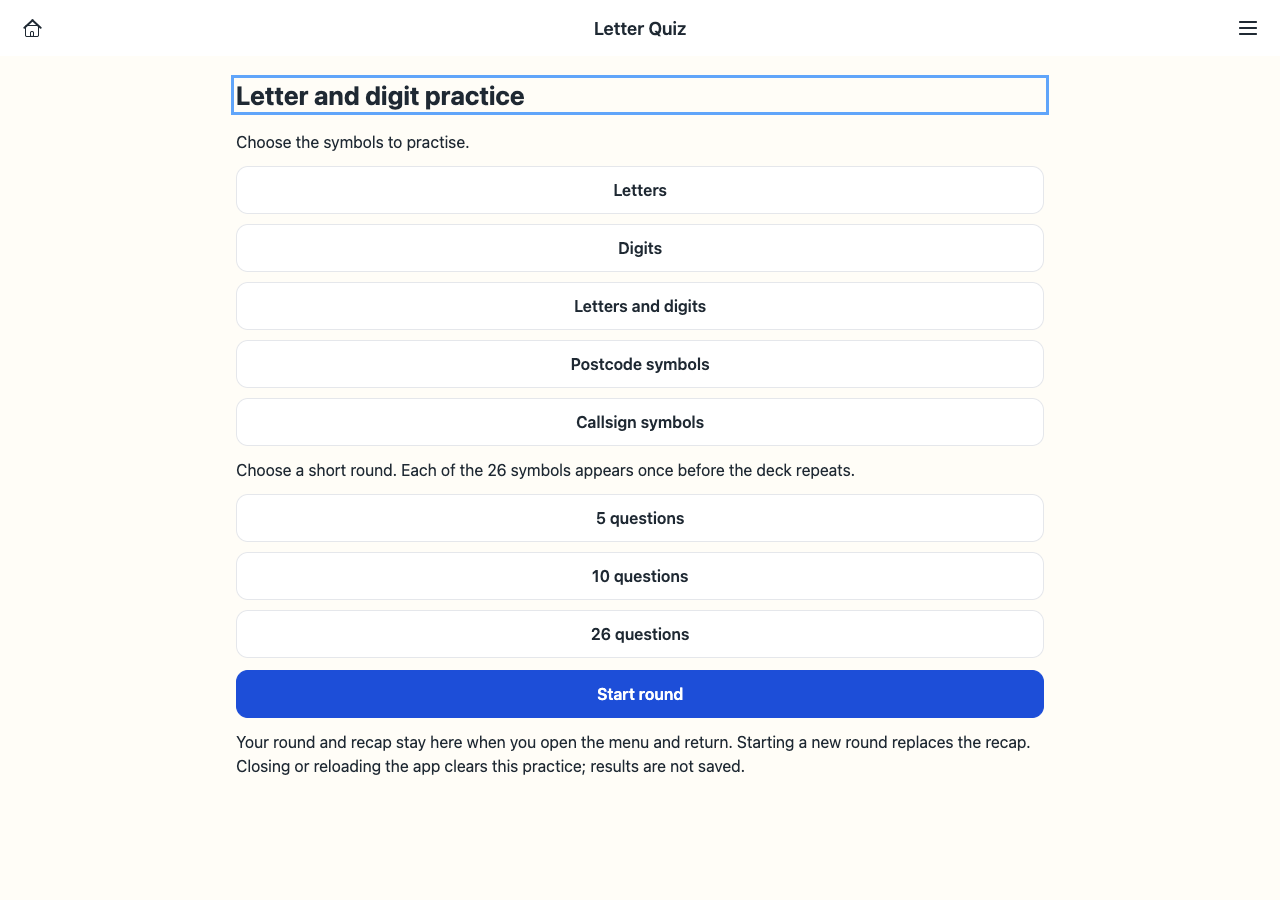 Letter Quiz
Letter and digit practice
Choose the symbols to practise.
Letters
Digits
Letters and digits
Postcode symbols
Callsign symbols
Choose a short round. Each of the 26 symbols appears once before the deck repeats.
5 questions
10 questions
26 questions
Start round
Your round and recap stay here when you open the menu and return. Starting a new round replaces the recap.
Closing or reloading the app clears this practice; results are not saved.